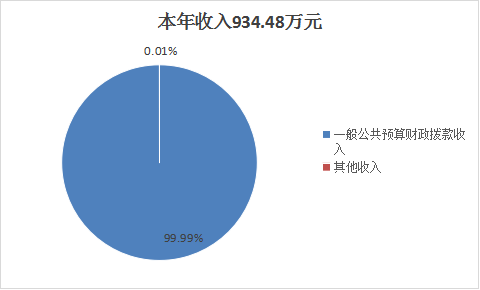 本年收入934.48万元
0.01%
99.99%
一般公共预算财政拨款收
入
其他收入